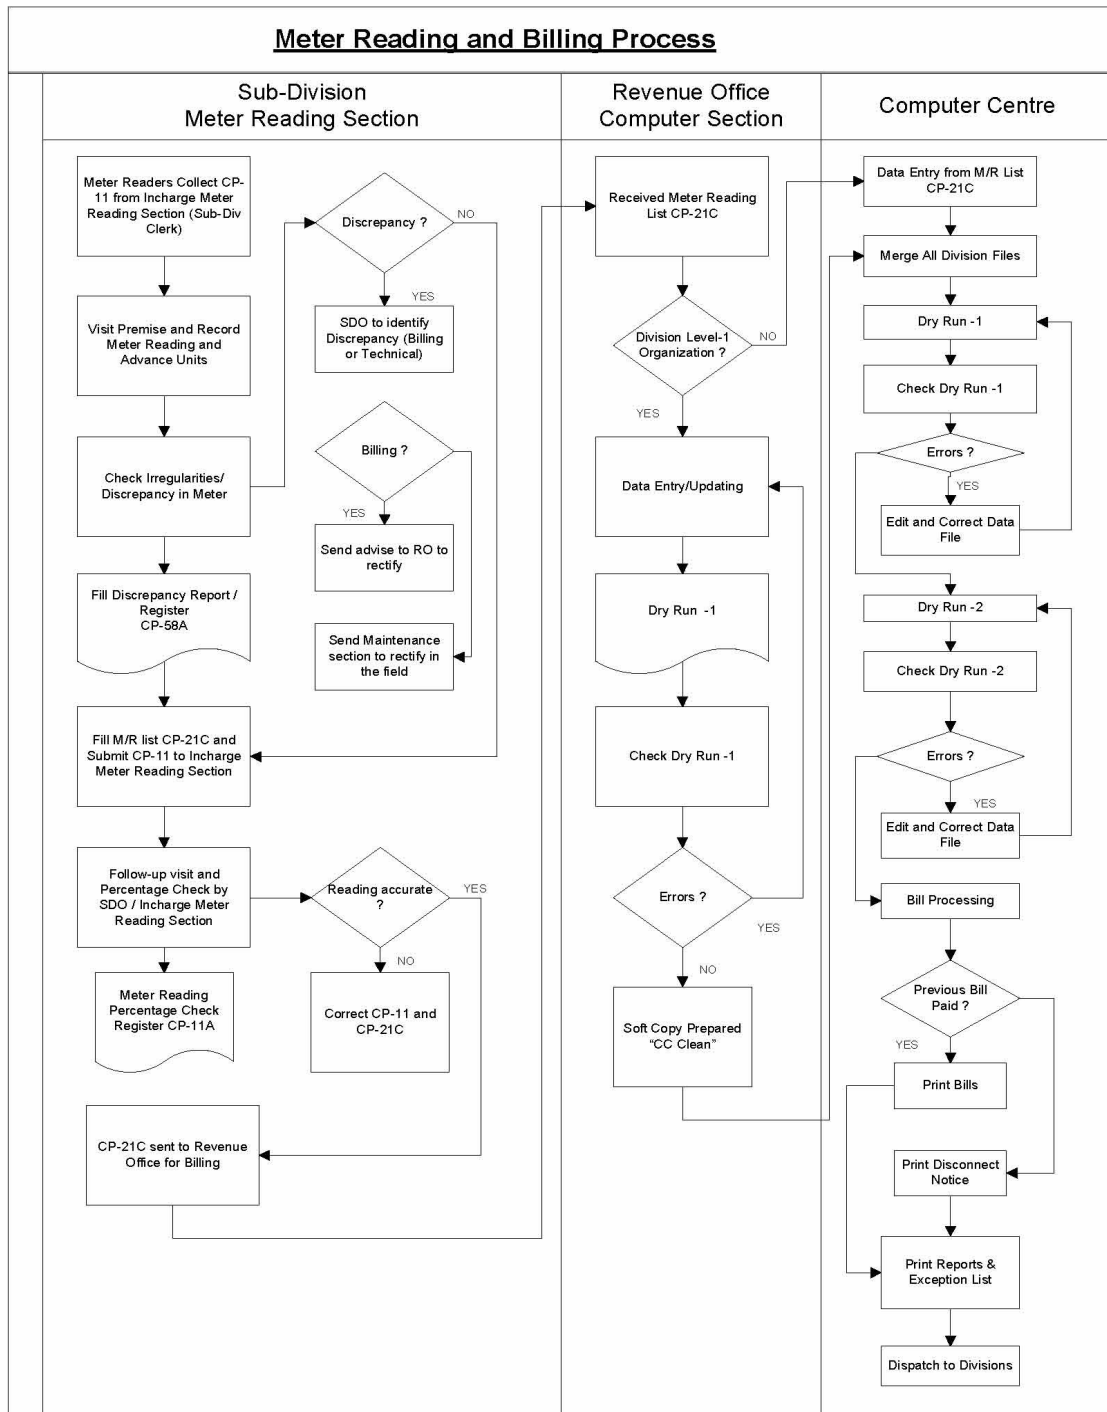 Meter Reading and Billing Process
Sub-Division
Meter Reading Section
Revenue Office
Computer Section
Computer Centre
Meter Readers Collect CP-
11 from Incharge Meter
Reading Section (Sub-Div
Clerk)
Visit Premise and Record
Meter Reading and
Advance Units
Check Irregularities/
Discrepancy in Meter
Fill Discrepancy Report /
Register
CP-58A
Fill M/R list CP-21C and
Submit CP-11 to Incharge
Meter Reading Section
Follow-up visit and
Percentage Check by
SDO / Incharge Meter
Reading Section
Meter Reading
Percentage Check
Register CP-11A
CP-21C sent to Revenue
Office for Billing
Discrepancy ?
NO
YES
SDO to identify
Discrepancy (Billing
or Technical)
Billing ?
YES
Send advise to RO to
rectify
Send Maintenance
section to rectify in
the field
Reading accurate
?
YES
NO
Correct CP-11 and
CP-21C
Received Meter Reading
List CP-21C
Division Level-1
Organization ?
NO
YES
Data Entry/Updating
Dry Run -1
Check Dry Run -1
Errors ?
YES
NO
Soft Copy Prepared
“CC Clean”
Data Entry from M/R List
CP-21C
Merge All Division Files
Dry Run -1
Check Dry Run -1
Errors ?
YES
Edit and Correct Data
File
Dry Run -2
Check Dry Run -2
Errors ?
YES
Edit and Correct Data
File
Bill Processing
Previous Bill
Paid ?
YES
Print Bills
Print Disconnect
Notice
Print Reports &
Exception List
Dispatch to Divisions